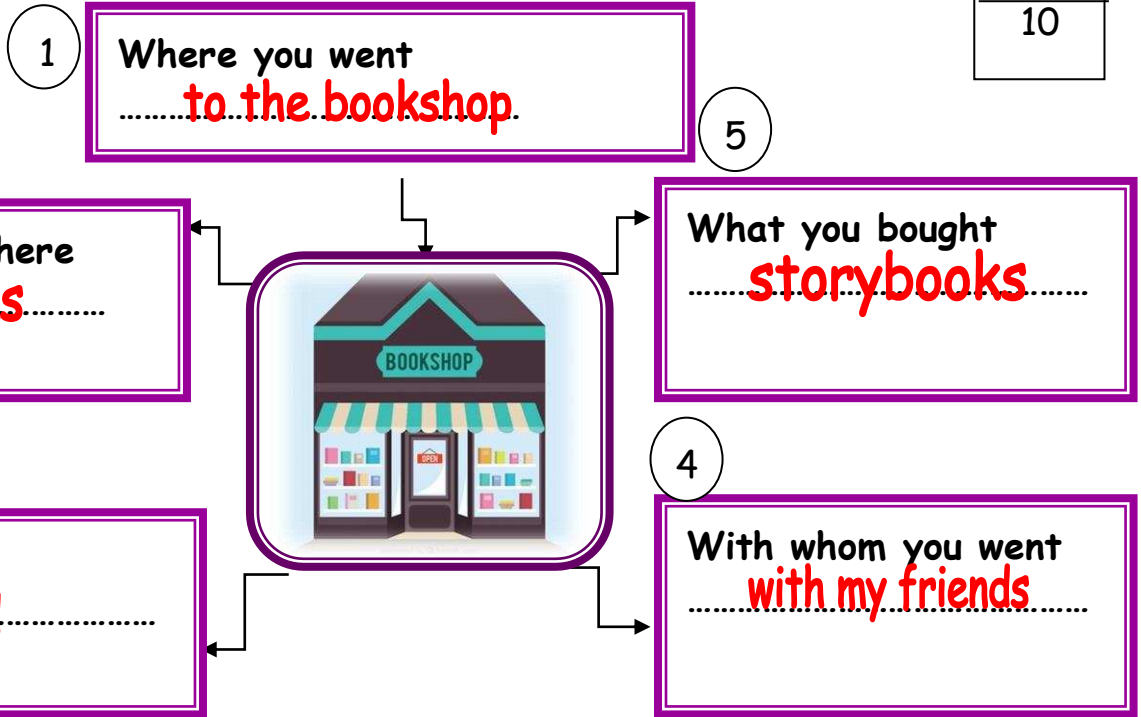 1
Where you went
to the bookshop
10
5
What you bought
storybooks
BOOKSHOP
OPEN
4
With whom you went
with my friends